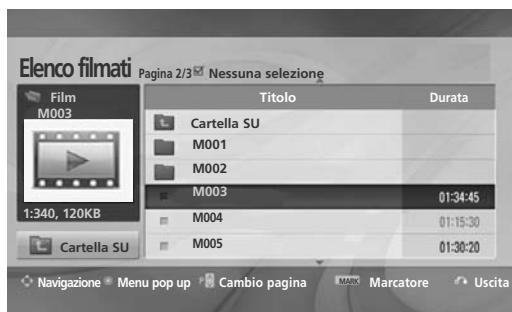 Elenco filmati Pagina 2/3 Nessuna selezione
Film
M003
1:340, 120KB
Cartella SU
Titolo Durata
Cartella SU
M001
M002
M003 01:34:45
M004 01:15:30
M005 01:30:20
Navigazione Menu pop up P Cambio pagina MARK Marcatore Uscita